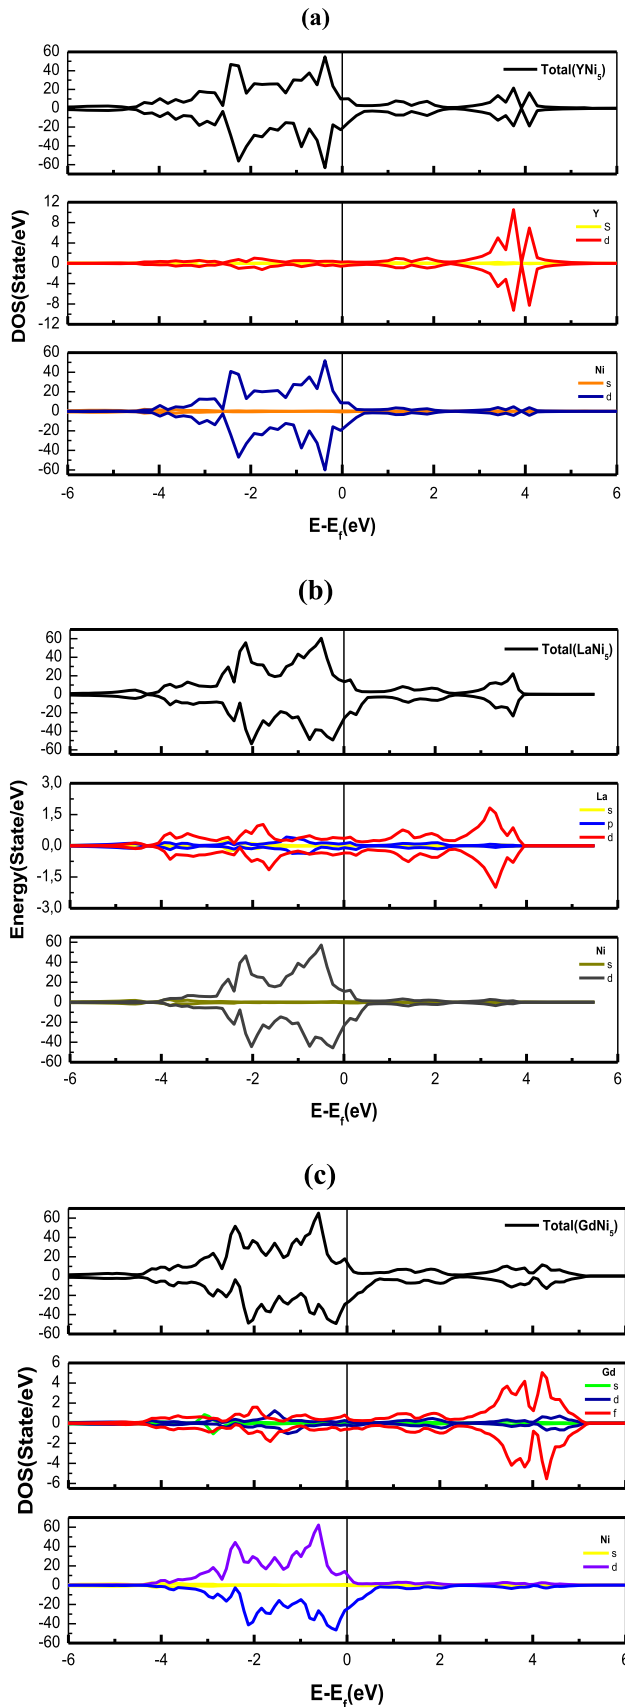 (a)
60
40
20
0
-20
-40
-60
Total(YNi5)
DOS(State/eV)
12
8
4
0
-4
-8
-12
Y
S
d
60
40
20
0
-20
-40
-60
Ni
s
d
-6 -4 -2 0 2 4 6
E-Ef(eV)
(b)
60
40
20
0
-20
-40
-60
Total(LaNi5)
Energy(State/eV)
3,0
1,5
0,0
-1,5
-3,0
La
s
p
d
60
40
20
0
-20
-40
-60
Ni
s
d
-6 -4 -2 0 2 4 6
E-Ef(eV)
(c)
60
40
20
0
-20
-40
-60
Total(GdNi5)
DOS(State/eV)
6
4
2
0
-2
-4
-6
Gd
s
d
f
60
40
20
0
-20
-40
-60
Ni
s
d
-6 -4 -2 0 2 4 6
E-Ef(eV)